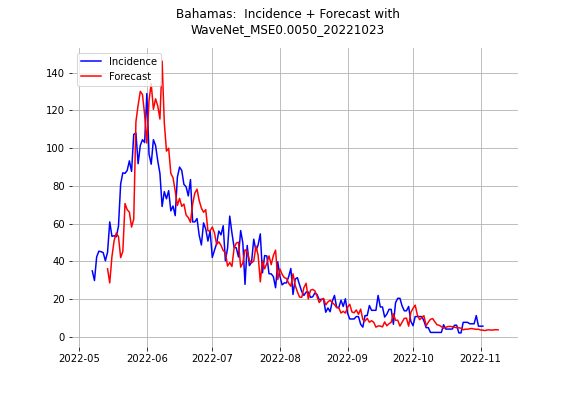 Bahamas:  Incidence + Forecast with
WaveNet_MSE0.0050_20221023
Incidence
Forecast
140
120
100
80
60
40
20
0
2022-05 2022-06 2022-07 2022-08 2022-09 2022-10 2022-11